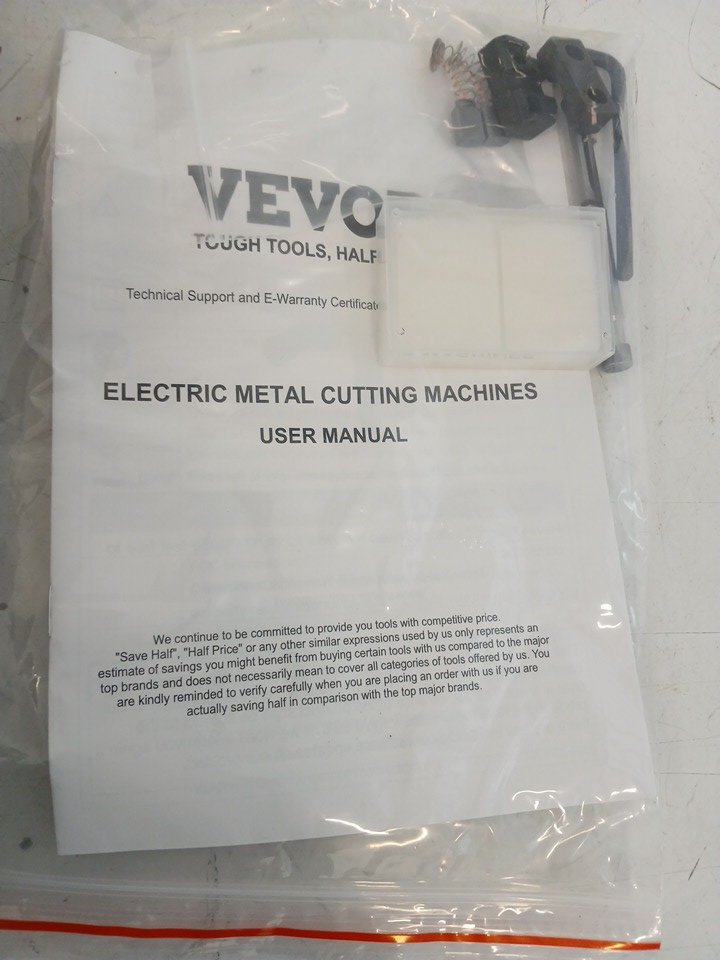 VEVO
TOUGH TOOLS, HALF
Technical Support and E-Warranty Certificate
ELECTRIC METAL CUTTING MACHINES
USER MANUAL
We continue to be committed to provide you tools with competitive price.
"Save Half", "Half Price" or any other similar expressions used by us only represents an
estimate of savings you might benefit from buying certain tools with us compared to the major
top brands and does not necessarily mean to cover all categories of tools offered by us. You
are kindly reminded to verify carefully when you are placing an order with us if you are
actually saving half in comparison with the top major brands.